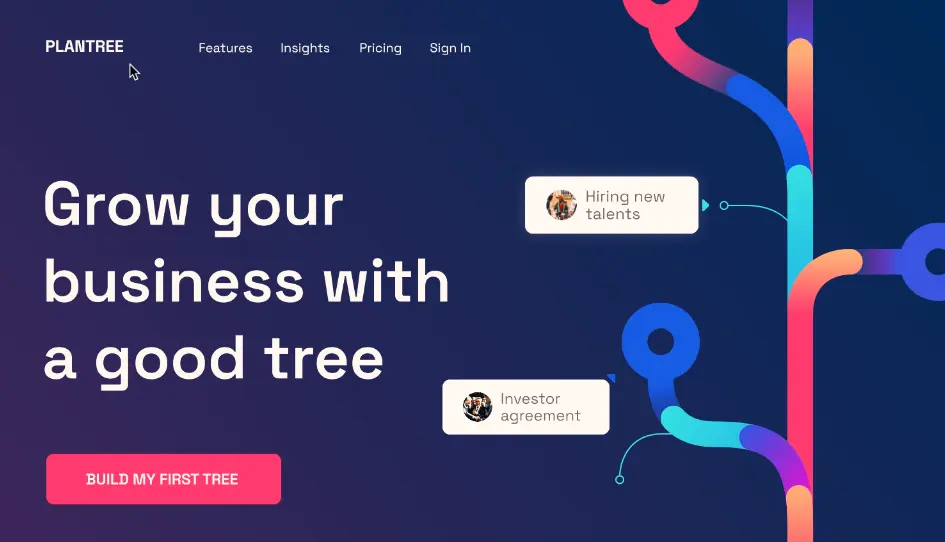 PLANTREE
Features
Insights
Pricing
Sign In
Grow your
business with
a good tree
BUILD MY FIRST TREE
Hiring new
talents
Investor
agreement